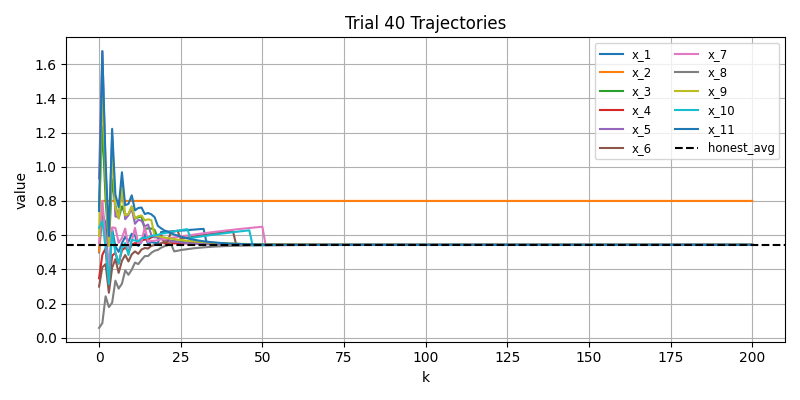 Trial 40 Trajectories
value
1.6
1.4
1.2
1.0
0.8
0.6
0.4
0.2
0.0
x_1 x_7
x_2 x_8
x_3 x_9
x_4 x_10
x_5 x_11
x_6 honest_avg
0 25 50 75 100 125 150 175 200
k